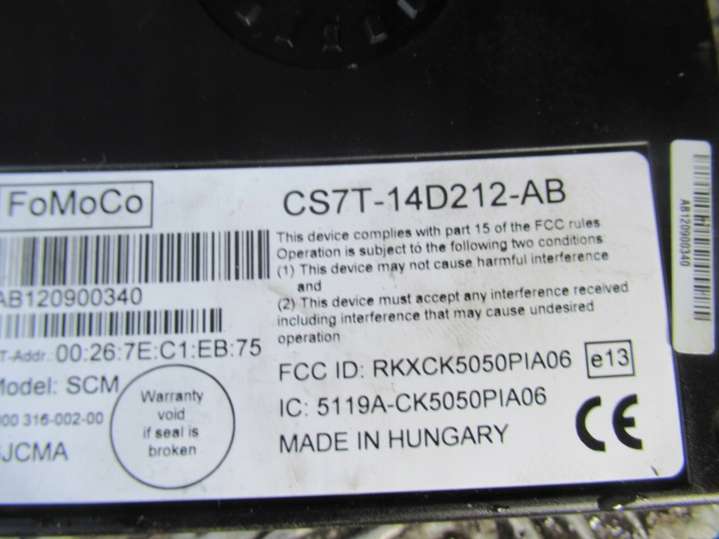 FoMoCo
CS7T-14D212-AB
This device complies with part 15 of the FCC rules
Operation is subject to the following two conditions
(1) This device may not cause harmful interference
and
(2) This device must accept any interference received
including interference that may cause undesired
operation
AB120900340
T-Addr.: 00:26:7E:C1:EB:75
Model: SCM
Warranty
void
if seal is
broken
316-002-00
JCMA
FCC ID: RKXCK5050PIA06 e13
IC: 5119A-CK5050PIA06
MADE IN HUNGARY
CE
AB120900340